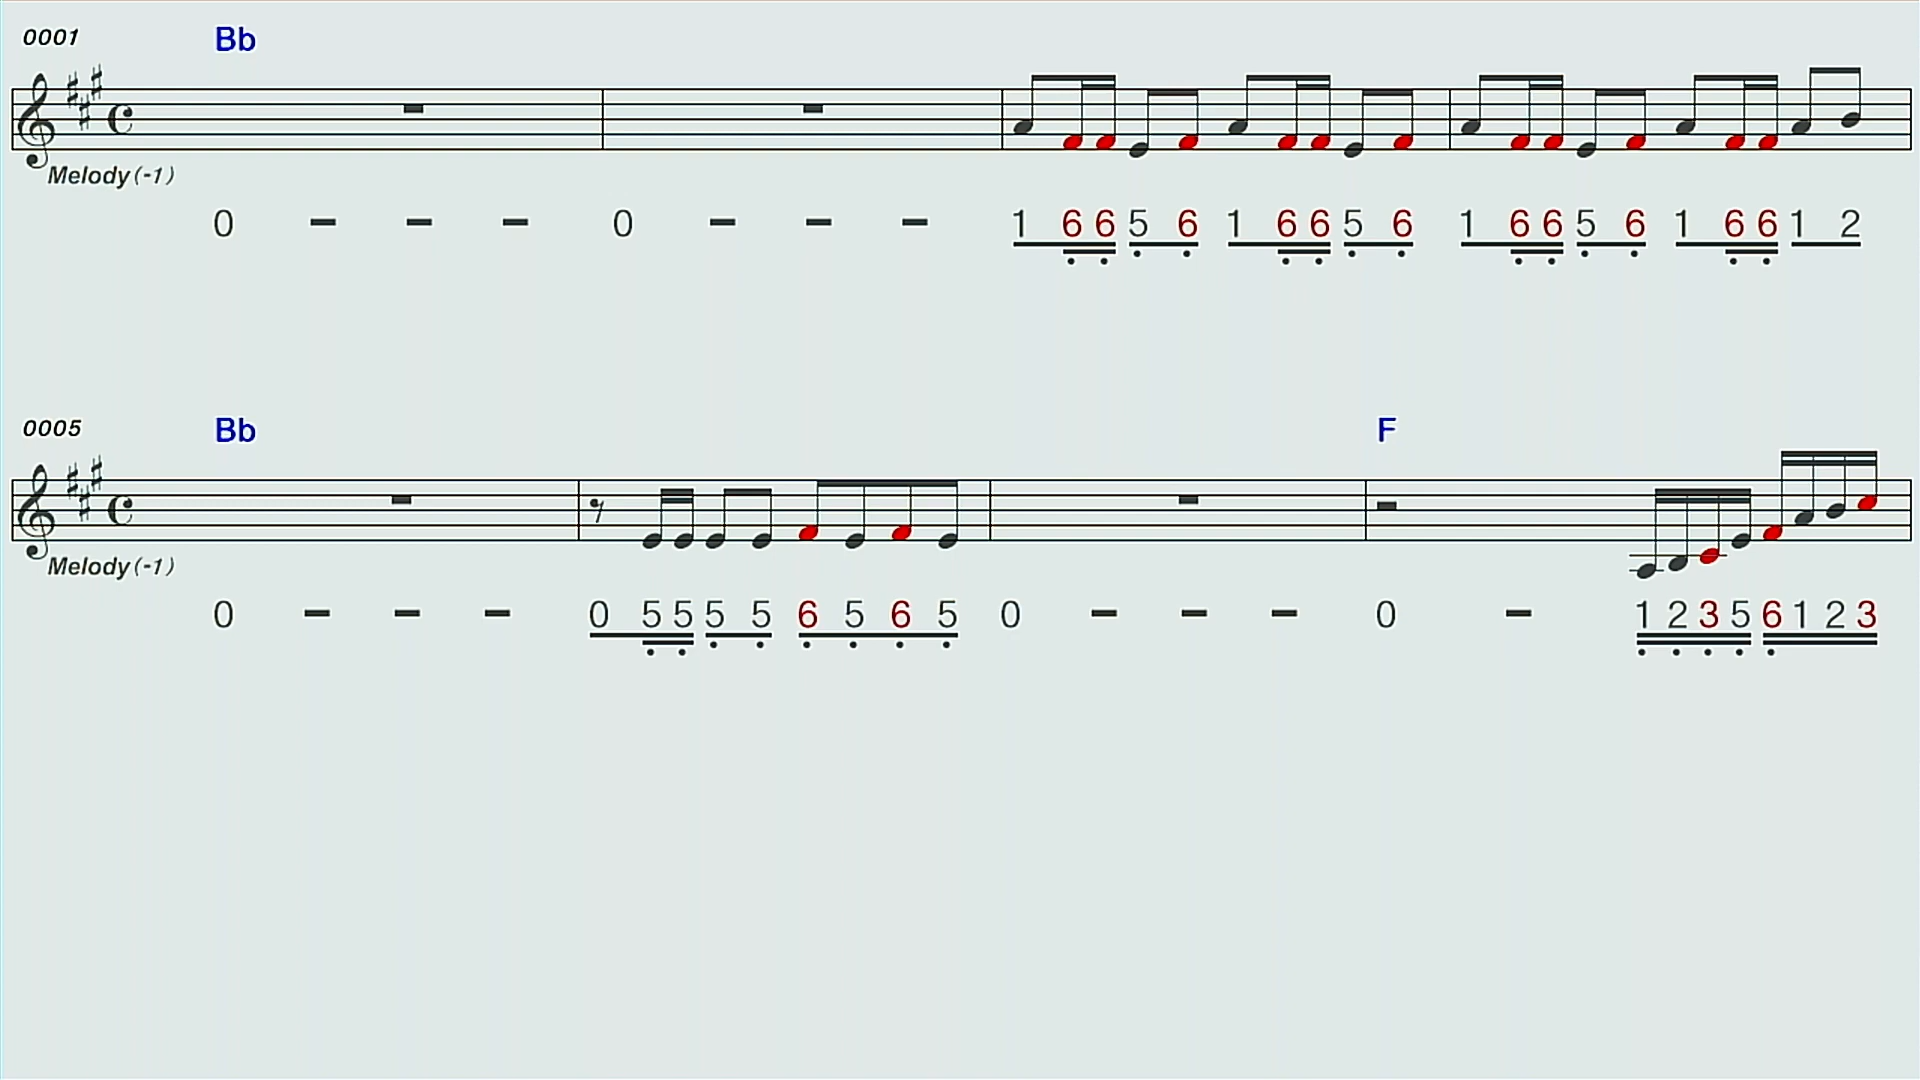 0001 Bb
Melody(-1)
0 - - - 0 - - - 1 6 6 5 6 1 6 6 5 6 1 6 6 5 6 1 6 6 1 2
0005 Bb F
Melody(-1)
0 - - - 0 5 5 5 5 6 5 6 5 0 - - - 0 - 1 2 3 5 6 1 2 3